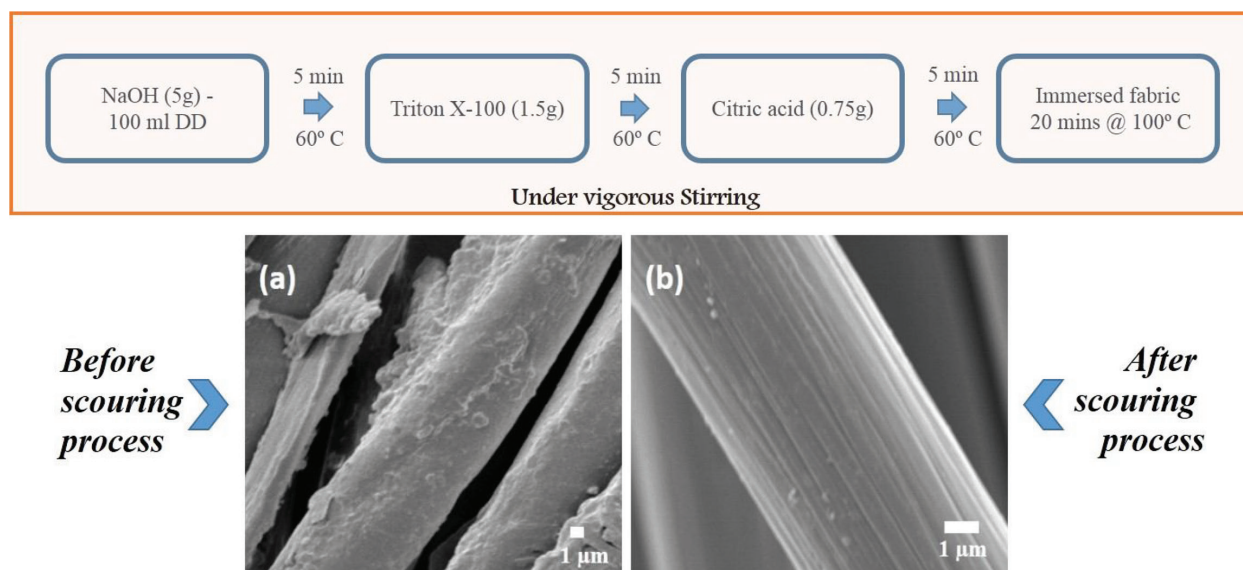 NaOH (5g) -
100 ml DD
5 min
60º C
Triton X-100 (1.5g)
5 min
60º C
Citric acid (0.75g)
5 min
60º C
Immersed fabric
20 mins @ 100º C
Under vigorous Stirring
Before
scouring
process
(a)
1 µm
(b)
1 µm
After
scouring
process